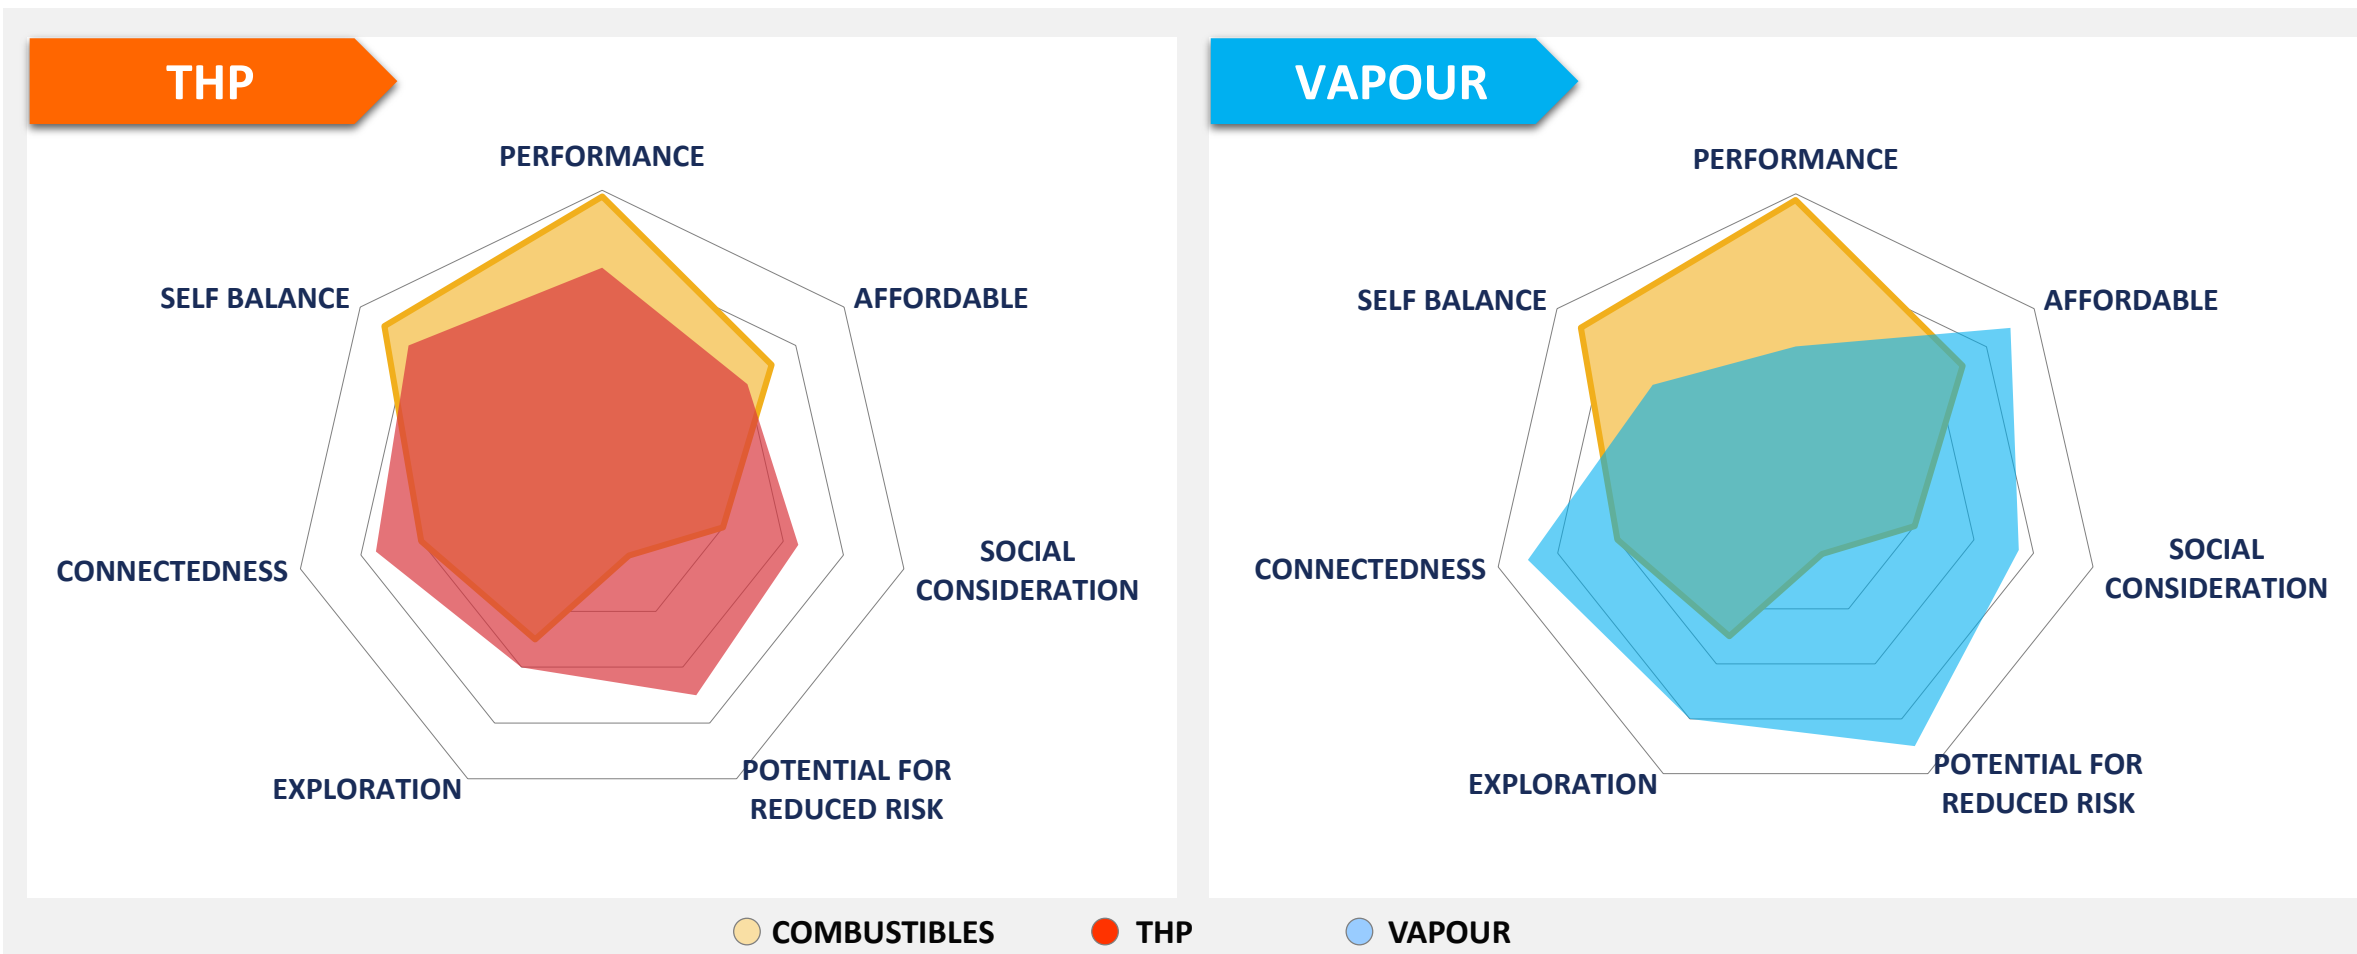 THP
PERFORMANCE
SELF BALANCE
AFFORDABLE
CONNECTEDNESS
SOCIAL
CONSIDERATION
EXPLORATION
POTENTIAL FOR
REDUCED RISK
VAPOUR
PERFORMANCE
SELF BALANCE
AFFORDABLE
CONNECTEDNESS
SOCIAL
CONSIDERATION
EXPLORATION
POTENTIAL FOR
REDUCED RISK
COMBUSTIBLES
THP
VAPOUR